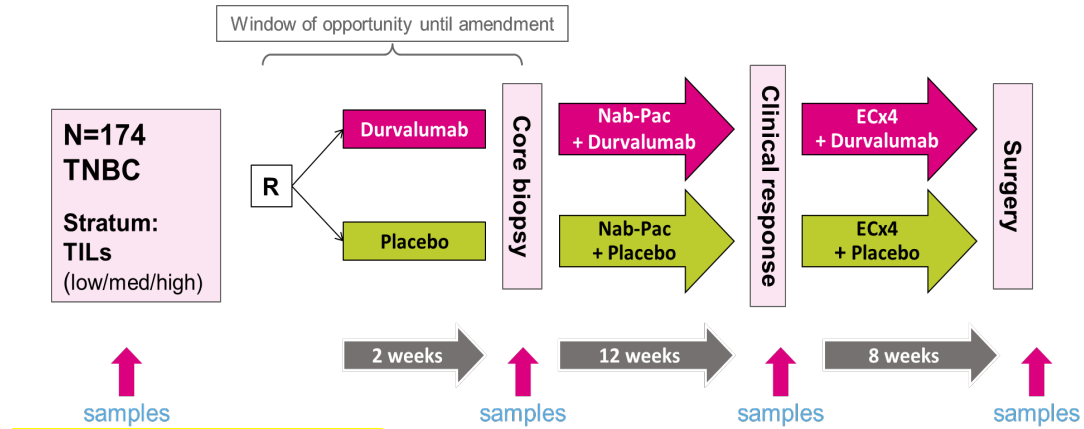 Window of opportunity until amendment
N=174
TNBC
Stratum:
TILs
(low/med/high)
R
Durvalumab
Placebo
Core biopsy
Nab-Pac
+ Durvalumab
Nab-Pac
+ Placebo
Clinical response
ECx4
+ Durvalumab
ECx4
+ Placebo
Surgery
2 weeks
12 weeks
8 weeks
samples
samples
samples
samples